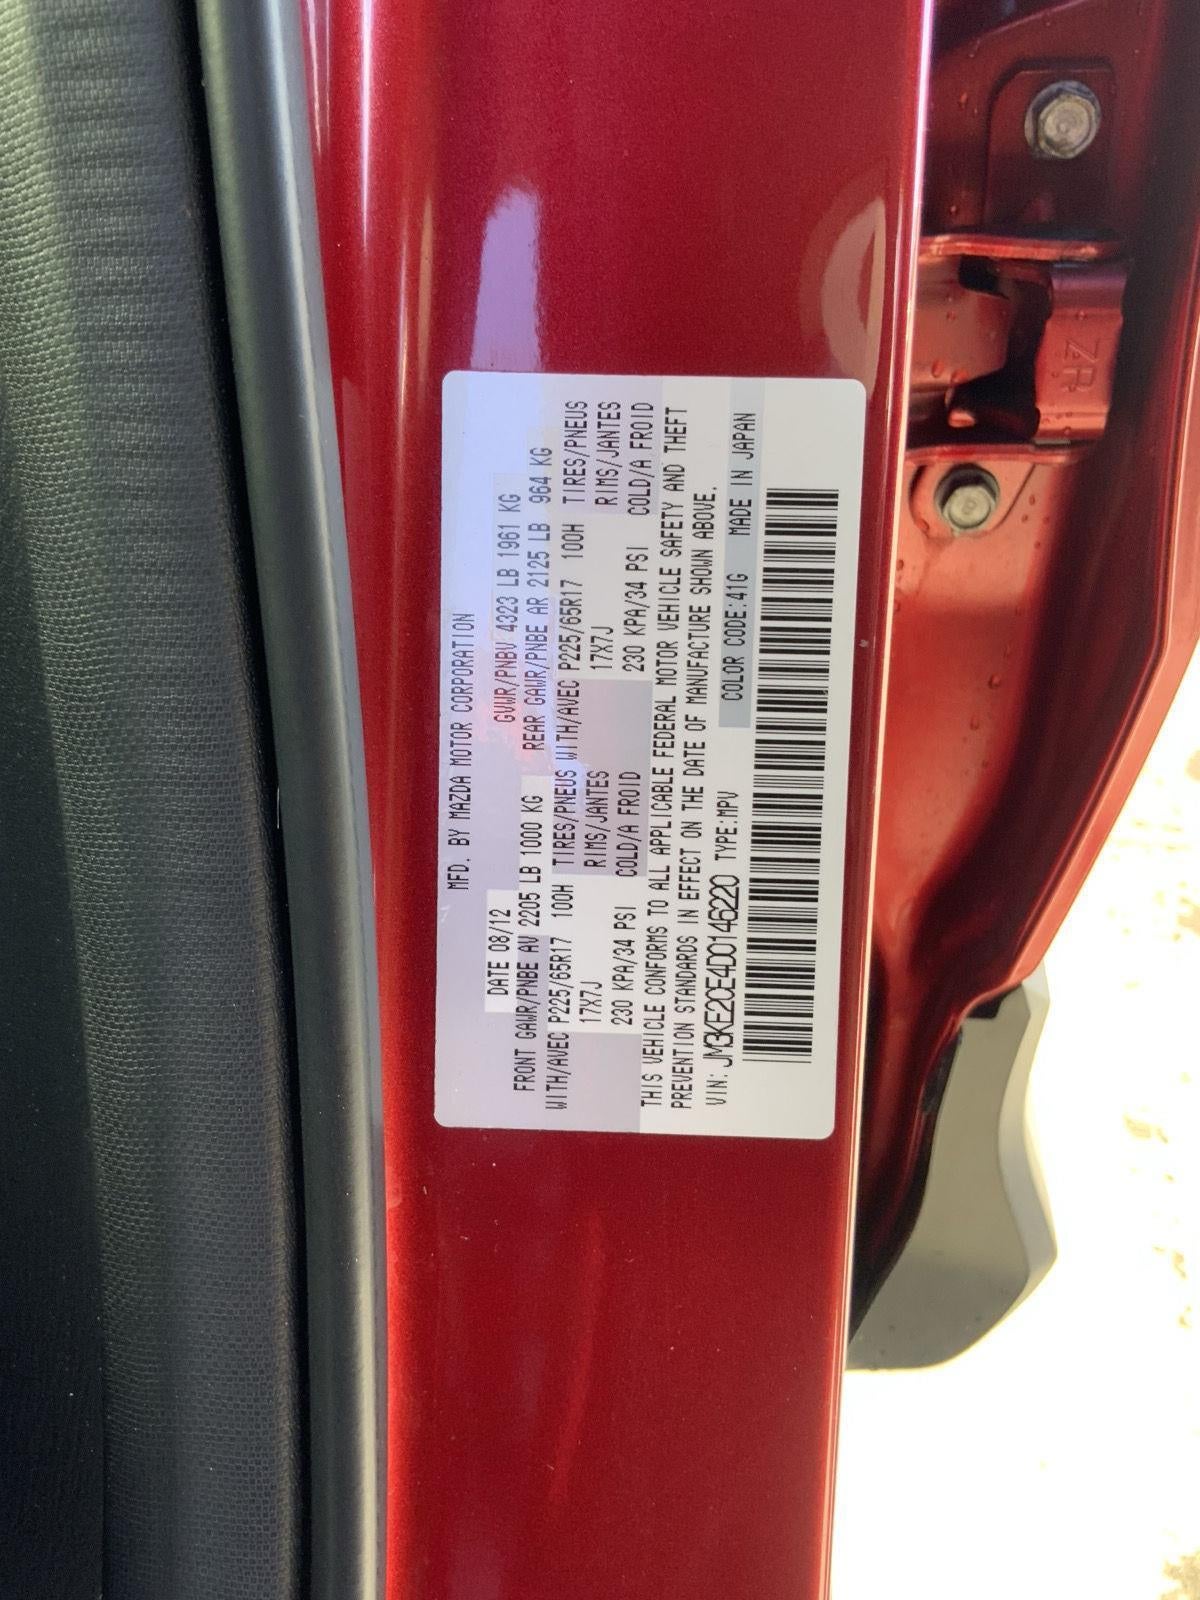 MFD. BY MAZDA MOTOR CORPORATION
DATE 08/12 GVWR/PNBV 4323 LB 1961 KG
FRONT GAWR/PNBE AV 2205 LB 1000 KG REAR GAWR/PNBE AR 2125 LB 964 KG
WITH/AVEC P225/65R17 100H TIRES/PNEUS WITH/AVEC P225/65R17 100H TIRES/PNEUS
17X7J RIMS/JANTES 17X7J RIMS/JANTES
230 KPA/34 PSI COLD/A FROID 230 KPA/34 PSI COLD/A FROID
THIS VEHICLE CONFORMS TO ALL APPLICABLE FEDERAL MOTOR VEHICLE SAFETY AND THEFT
PREVENTION STANDARDS IN EFFECT ON THE DATE OF MANUFACTURE SHOWN ABOVE.
VIN: JM3KE2CE4D0146220 TYPE:MPV COLOR CODE:41G MADE IN JAPAN
ZR